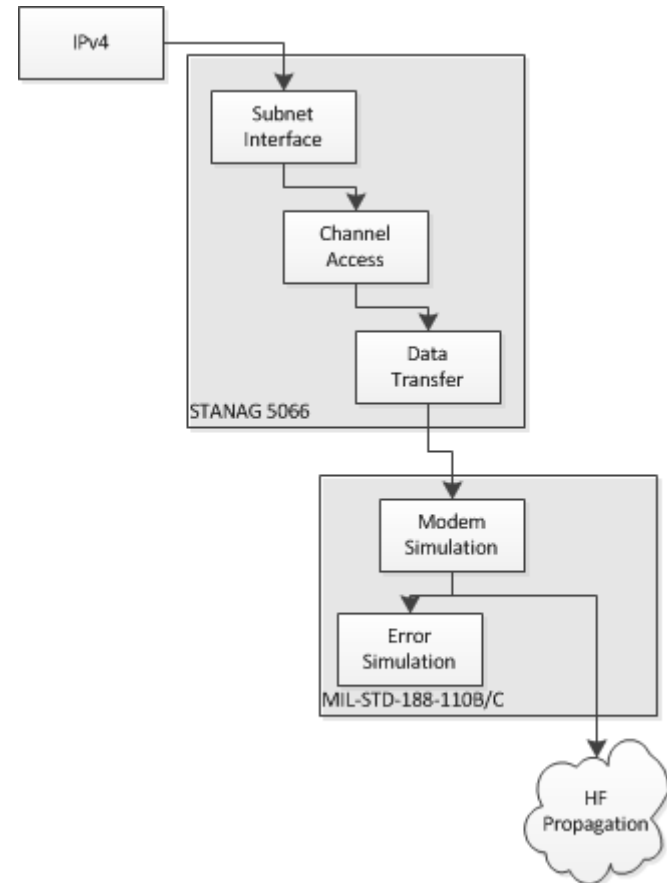 IPv4
Subnet
Interface
Channel
Access
Data
Transfer
STANAG 5066
Modem
Simulation
Error
Simulation
MIL-STD-188-110B/C
HF
Propagation